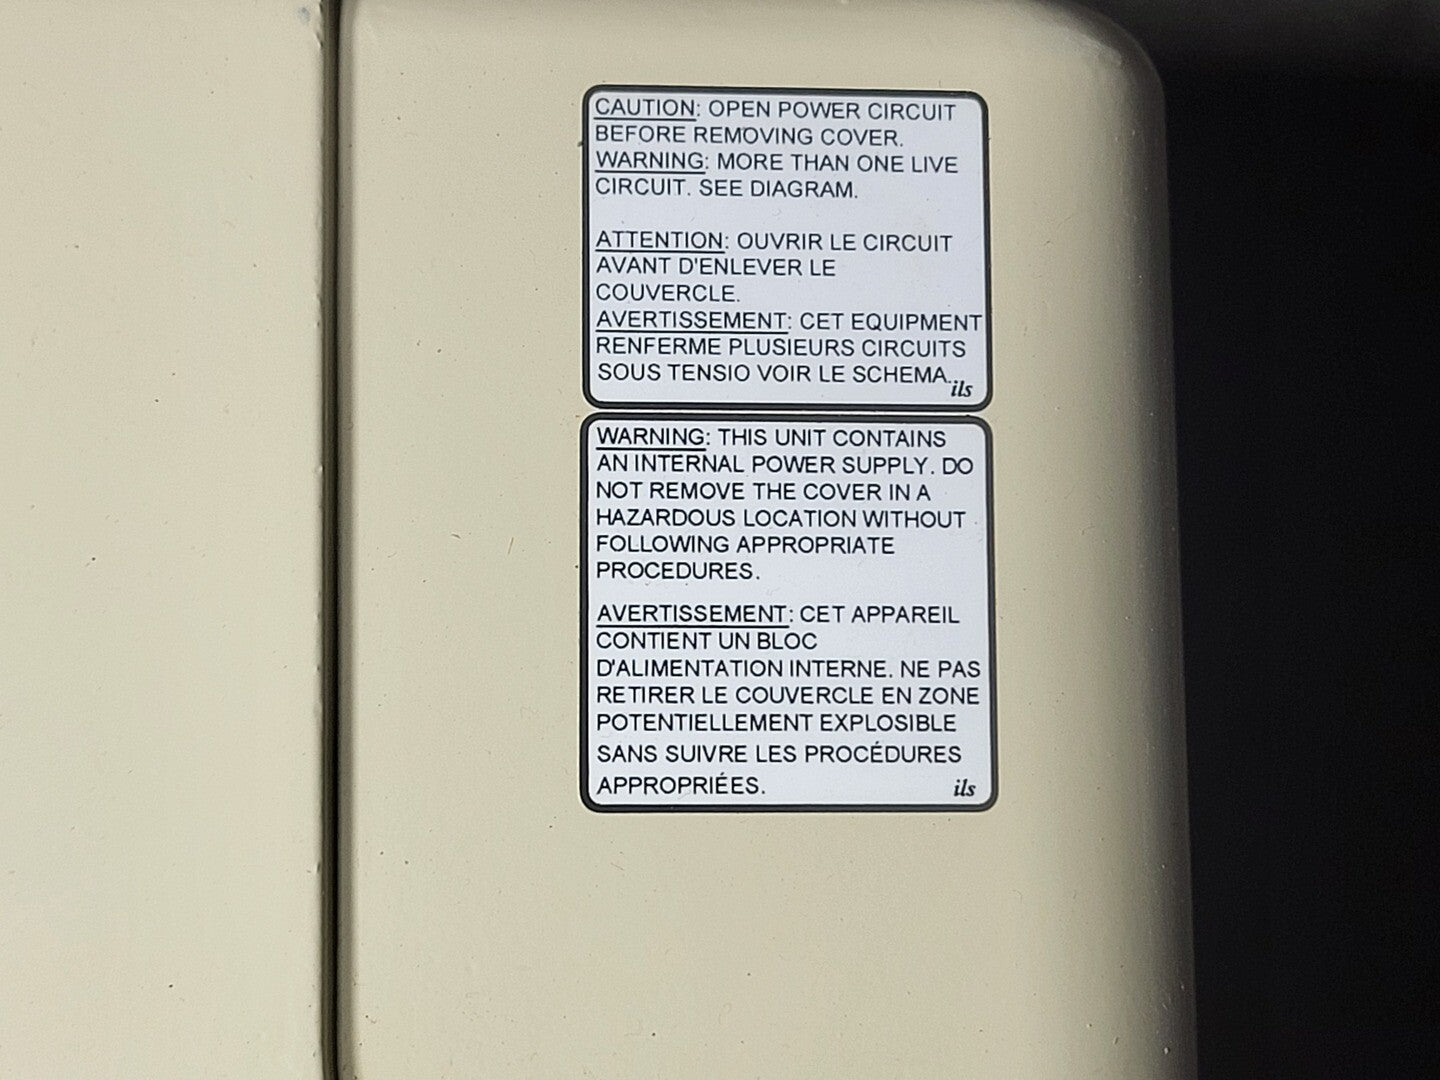 CAUTION: OPEN POWER CIRCUIT
BEFORE REMOVING COVER.
WARNING: MORE THAN ONE LIVE
CIRCUIT. SEE DIAGRAM.
ATTENTION: OUVRIR LE CIRCUIT
AVANT D'ENLEVER LE
COUVERCLE.
AVERTISSEMENT: CET EQUIPMENT
RENFERME PLUSIEURS CIRCUITS
SOUS TENSIO VOIR LE SCHEMA.
ils
WARNING: THIS UNIT CONTAINS
AN INTERNAL POWER SUPPLY. DO
NOT REMOVE THE COVER IN A
HAZARDOUS LOCATION WITHOUT
FOLLOWING APPROPRIATE
PROCEDURES.
AVERTISSEMENT: CET APPAREIL
CONTIENT UN BLOC
D'ALIMENTATION INTERNE. NE PAS
RETIRER LE COUVERCLE EN ZONE
POTENTIELLEMENT EXPLOSIBLE
SANS SUIVRE LES PROCÉDURES
APPROPRIÉES.
ils